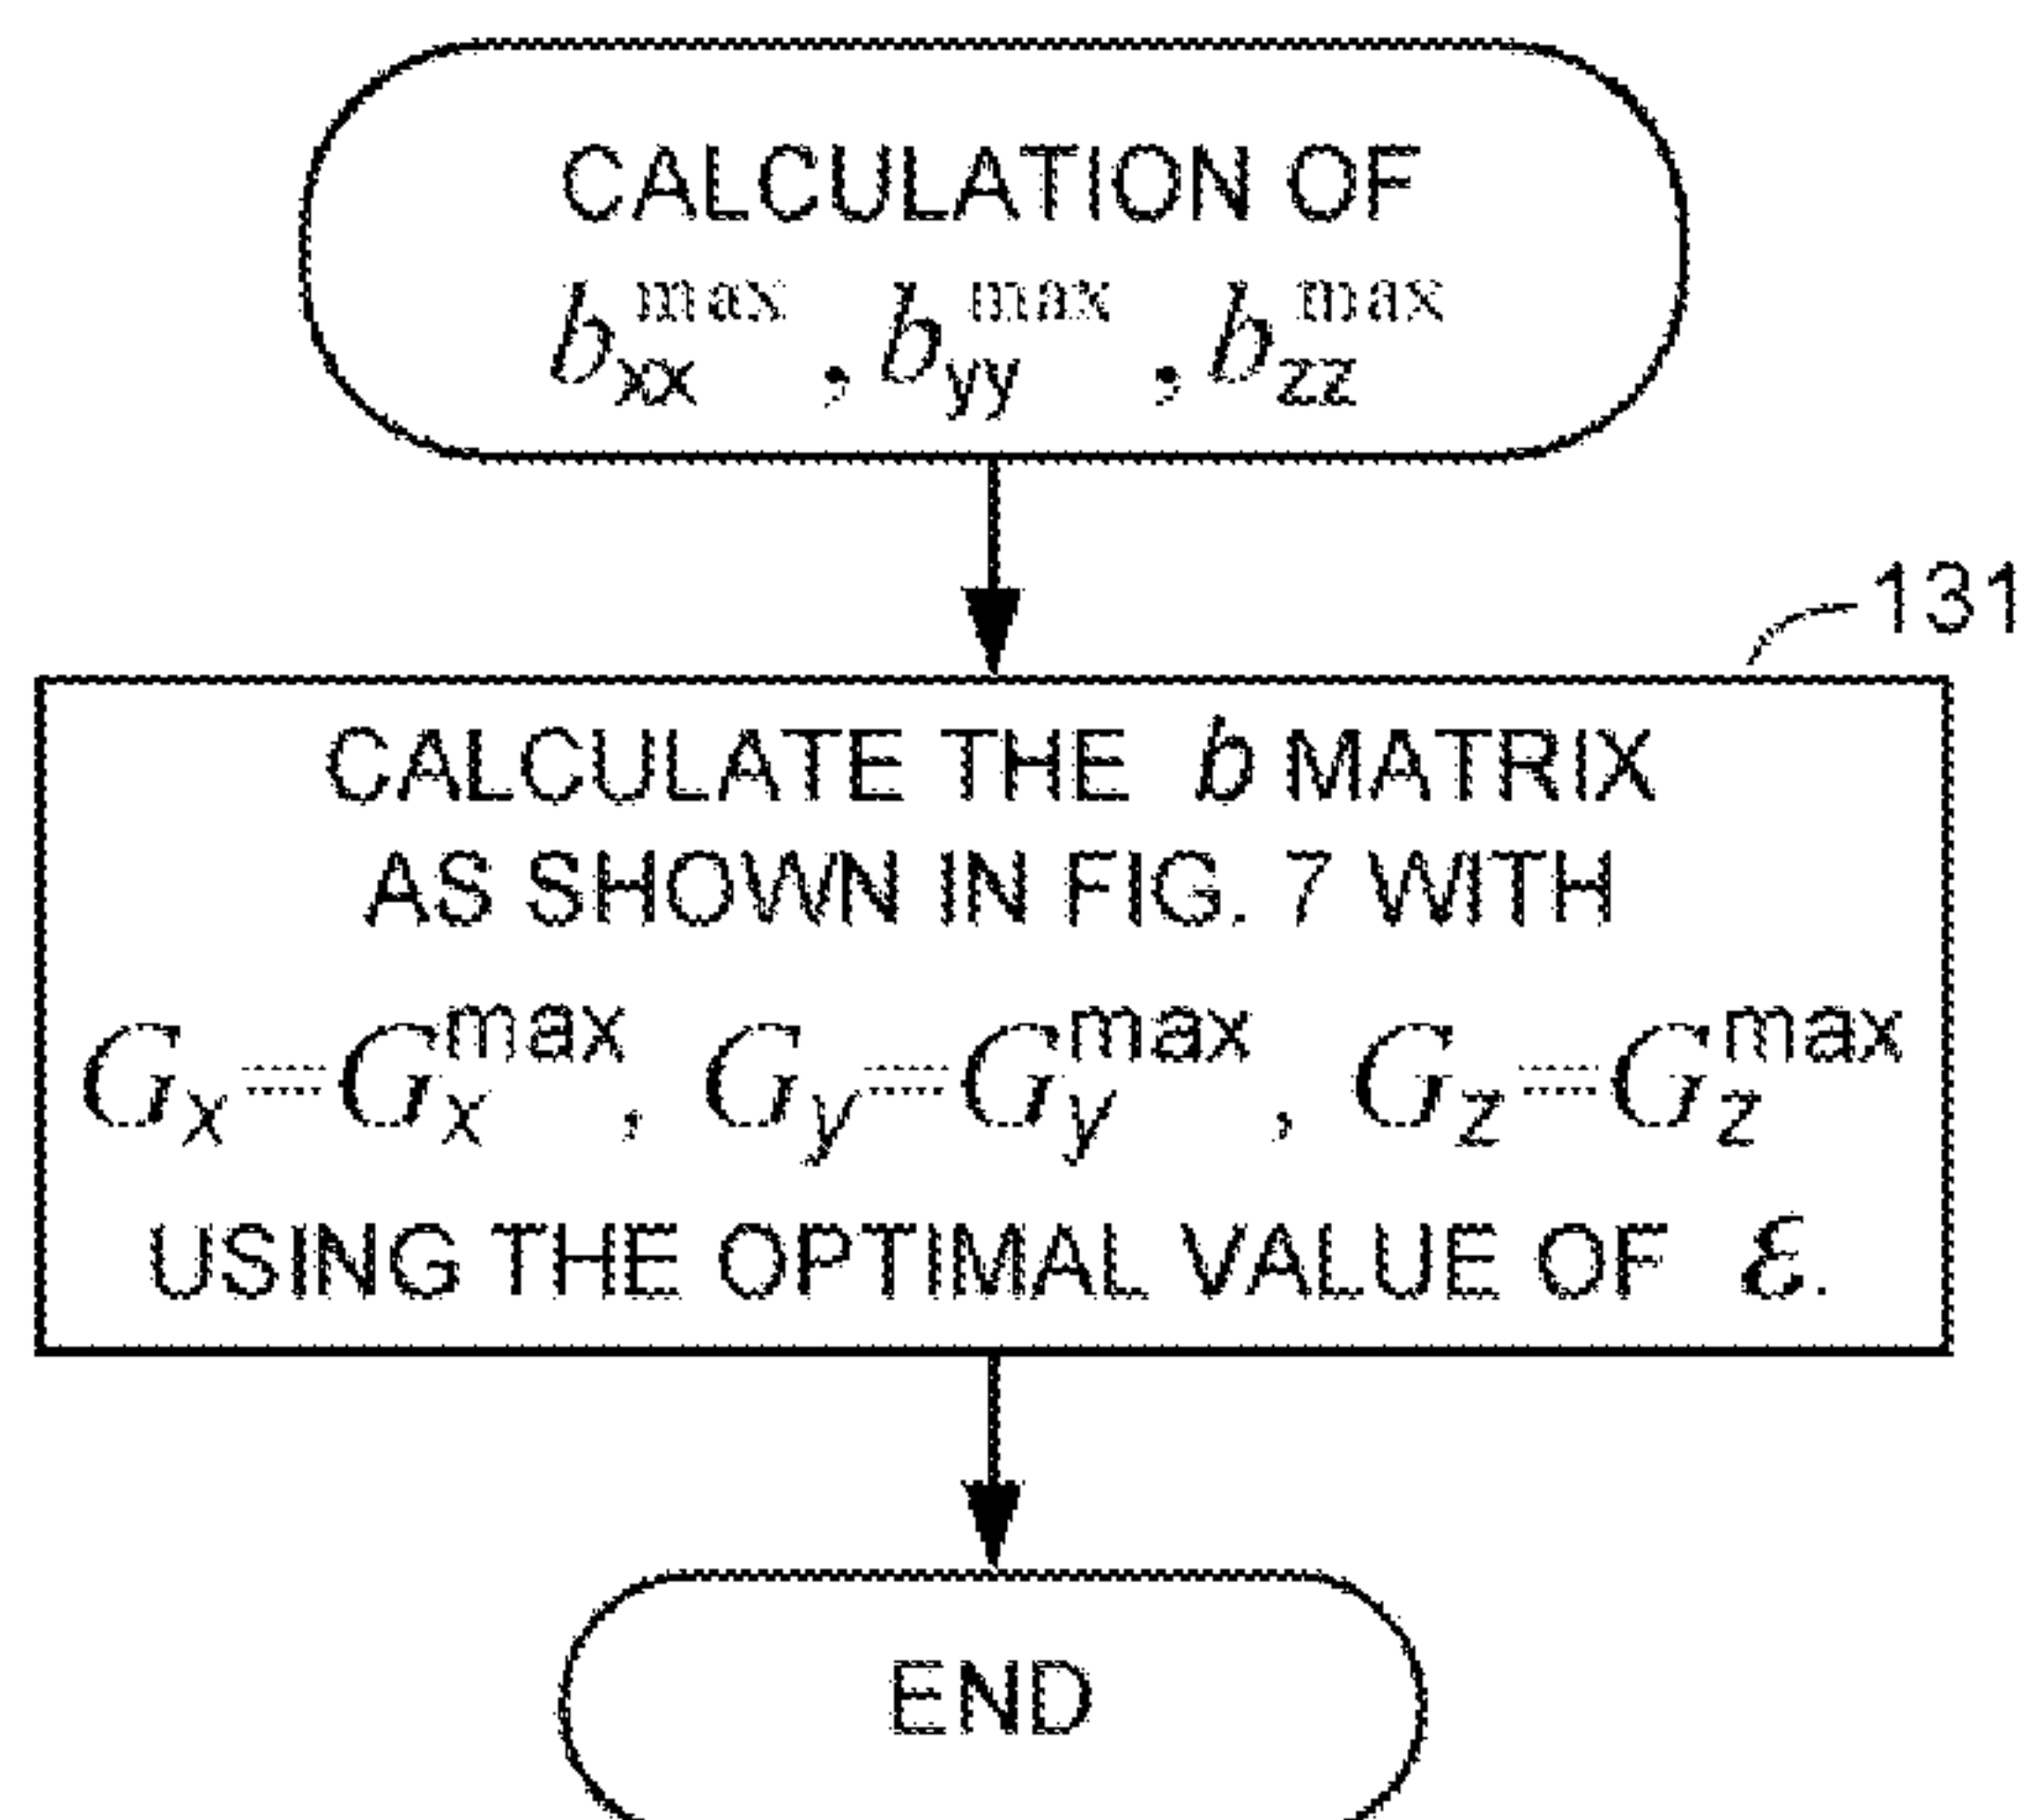 CALCULATION OF
b_xx^max, b_yy^max, b_zz^max
131
CALCULATE THE b MATRIX
AS SHOWN IN FIG. 7 WITH
G_x=G_x^max, G_y=G_y^max, G_z=G_z^max
USING THE OPTIMAL VALUE OF ε.
END